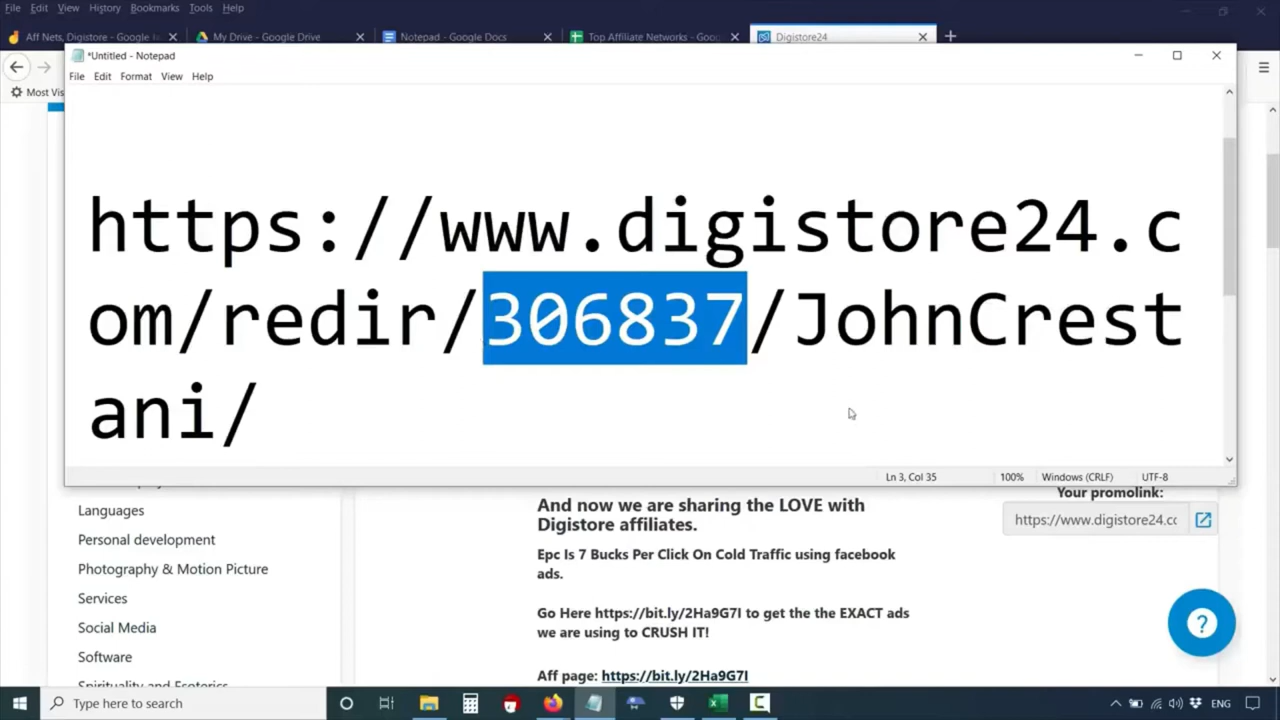 File Edit View History Bookmarks Tools Help
Aff Nets, Digistore - Google
My Drive - Google Drive
Notepad - Google Docs
Top Affiliate Networks - Goog
Digistore24
*Untitled - Notepad
File Edit Format View Help
Most Vis
https://www.digistore24.c
om/redir/306837/JohnCrest
ani/
Ln 3, Col 35
100%
Windows (CRLF)
UTF-8
Languages
Personal development
Photography & Motion Picture
Services
Social Media
Software
Spirituality and Esoterics
And now we are sharing the LOVE with
Digistore affiliates.
Epc Is 7 Bucks Per Click On Cold Traffic using facebook
ads.
Go Here https://bit.ly/2Ha9G7I to get the the EXACT ads
we are using to CRUSH IT!
Aff page: https://bit.ly/2Ha9G7I
Your promolink:
https://www.digistore24.cc
?
Type here to search
ENG